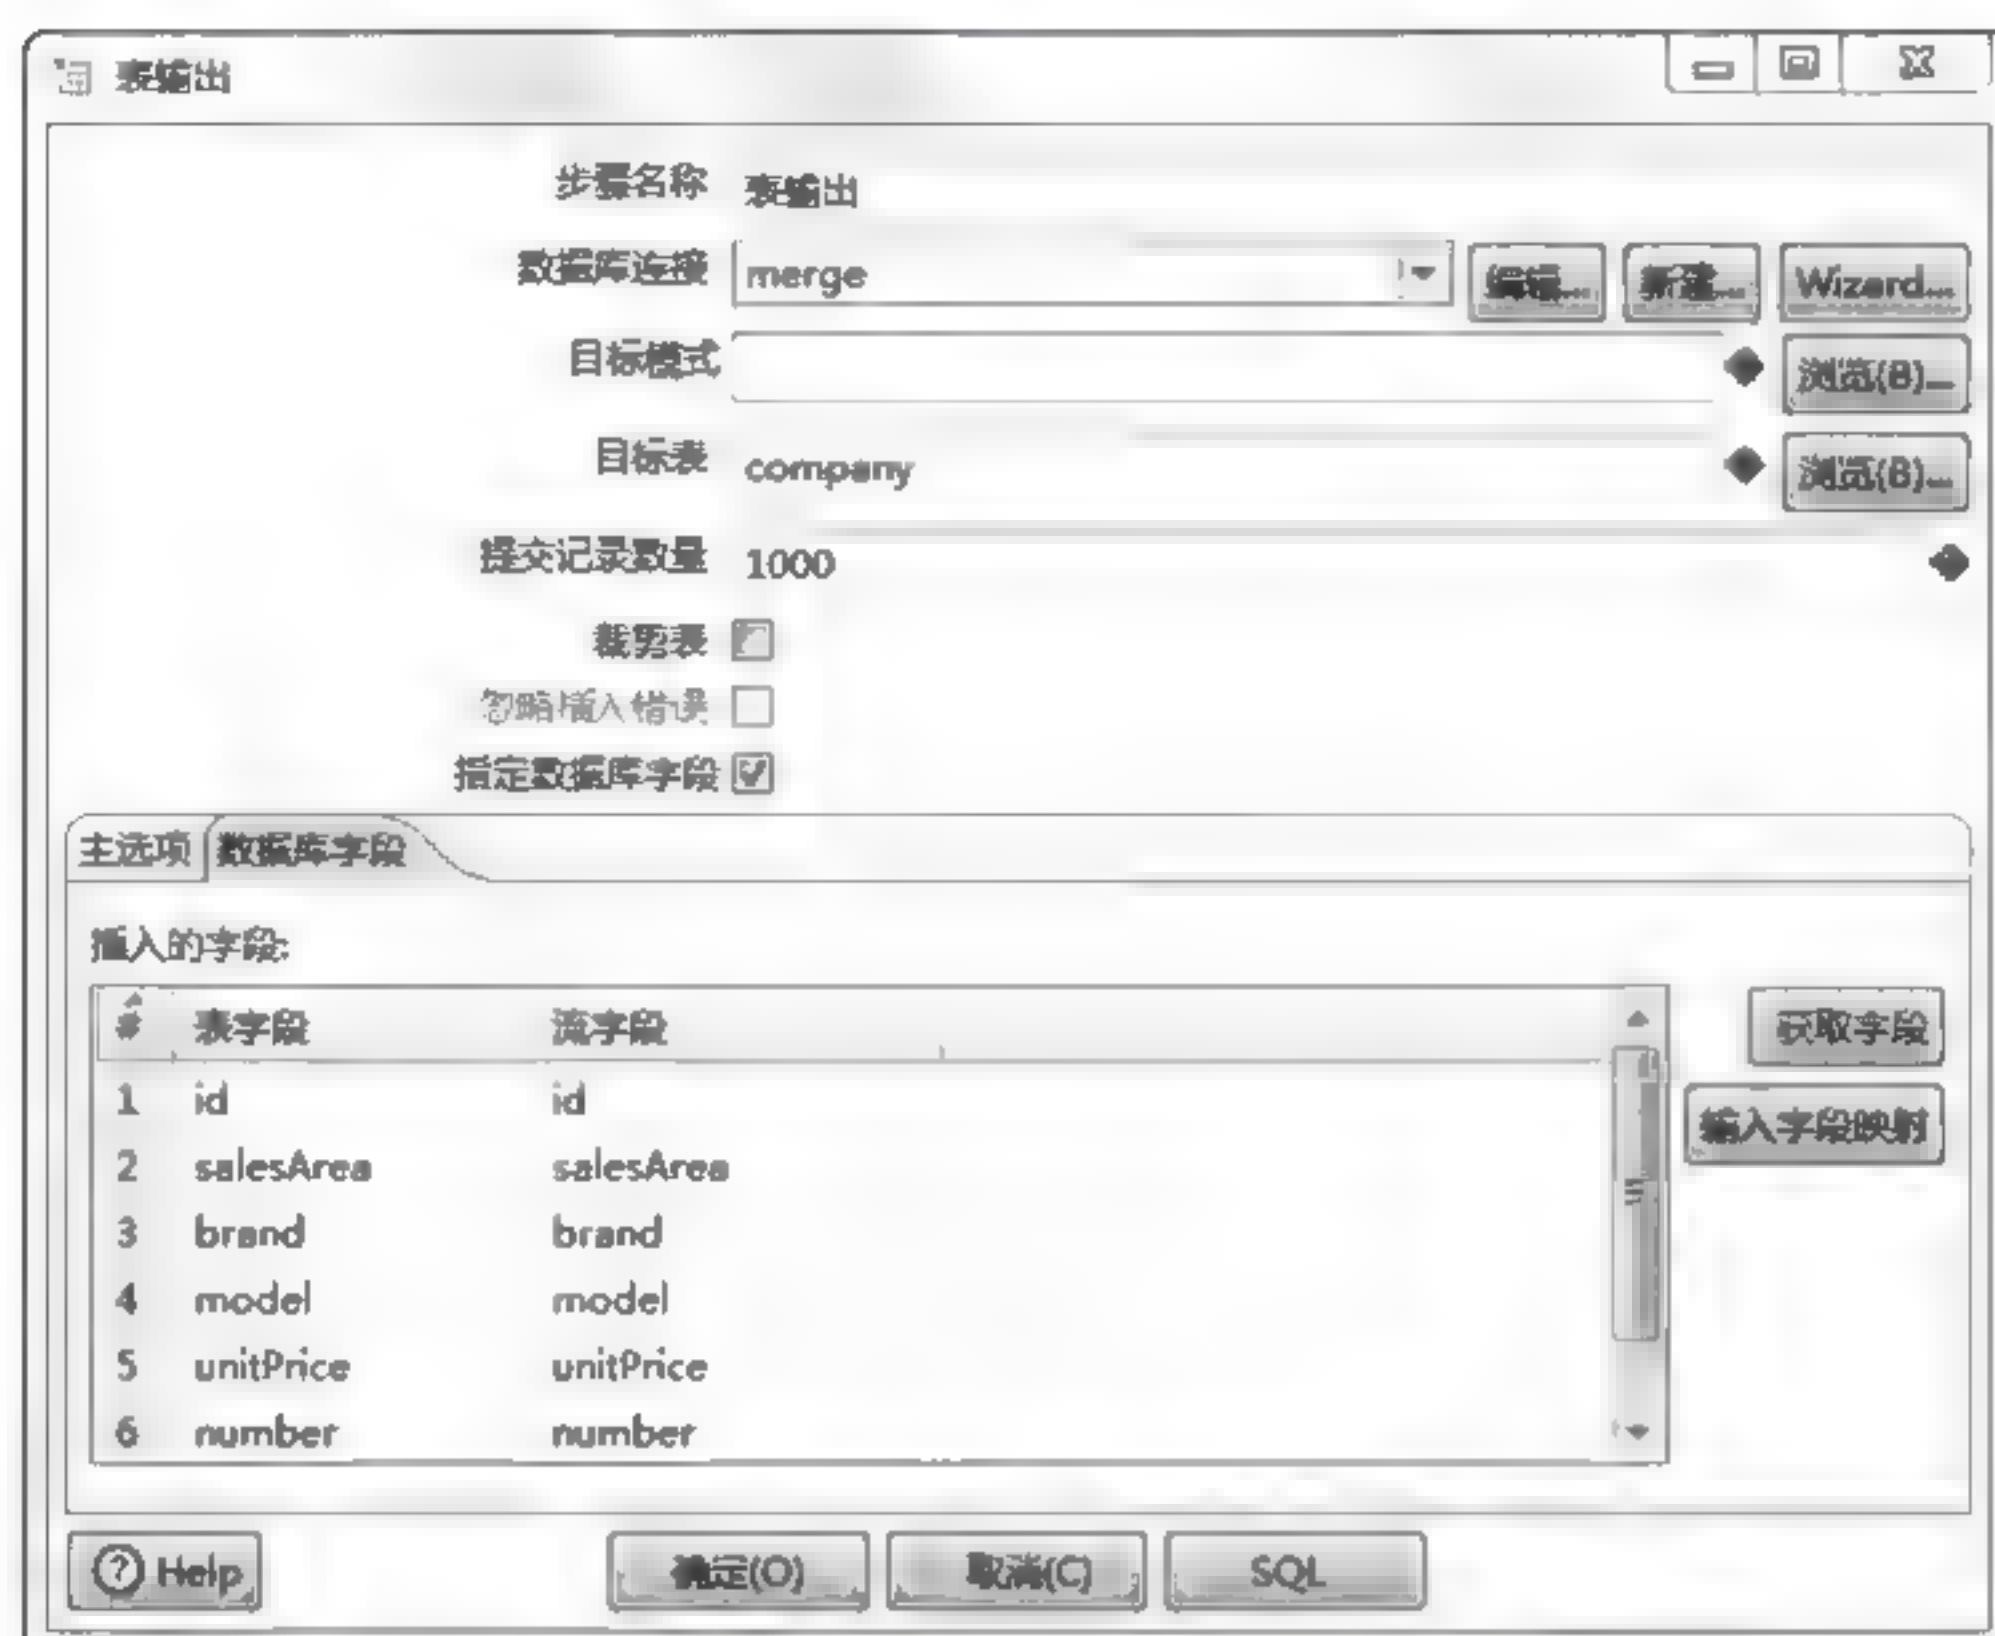 表输出
步骤名称 表输出
数据库连接 merge 编辑... 新建... Wizard...
目标模式 浏览(B)...
目标表 company 浏览(B)...
提交记录数量 1000
裁剪表
忽略插入错误
指定数据库字段
主选项 数据库字段
插入的字段:
# 表字段 流字段
获取字段
1 id id
输入字段映射
2 salesArea salesArea
3 brand brand
4 model model
5 unitPrice unitPrice
6 number number
? Help 确定(O) 取消(C) SQL